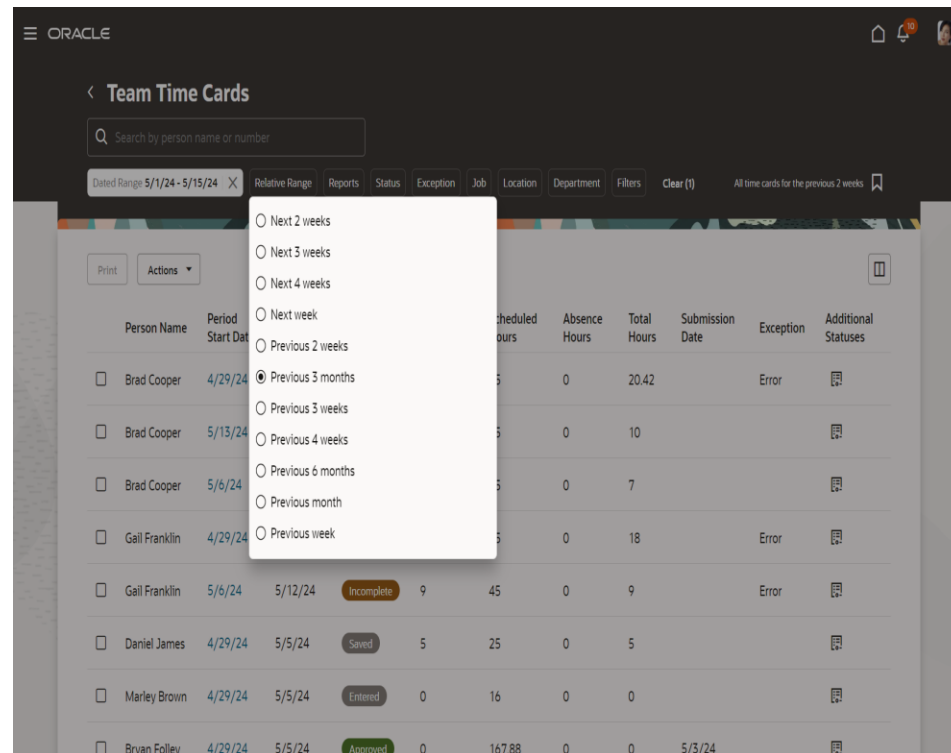 ORACLE
10
Team Time Cards
Search by person name or number
Dated Range 5/1/24 - 5/15/24 Relative Range Reports Status Exception Job Location Department Filters Clear (1) All time cards for the previous 2 weeks
Next 2 weeks
Next 3 weeks
Next 4 weeks
Next week
Previous 2 weeks
Previous 3 months
Previous 3 weeks
Previous 4 weeks
Previous 6 months
Previous month
Previous week
Print Actions
Person Name Period Absence Total Submission Exception Additional
Hours Hours Date Statuses
Brad Cooper 4/29/24 0 20.42 Error
Brad Cooper 5/13/24 0 10
Brad Cooper 5/6/24 0 7
Gail Franklin 4/29/24 0 18 Error
Gail Franklin 5/6/24 5/12/24 Incomplete 9 45 0 9 Error
Daniel James 4/29/24 5/5/24 Saved 5 25 0 5
Marley Brown 4/29/24 5/5/24 Entered 0 16 0 0
Bryan Folley 4/29/24 5/5/24 Approved 0 167.88 0 0 5/3/24